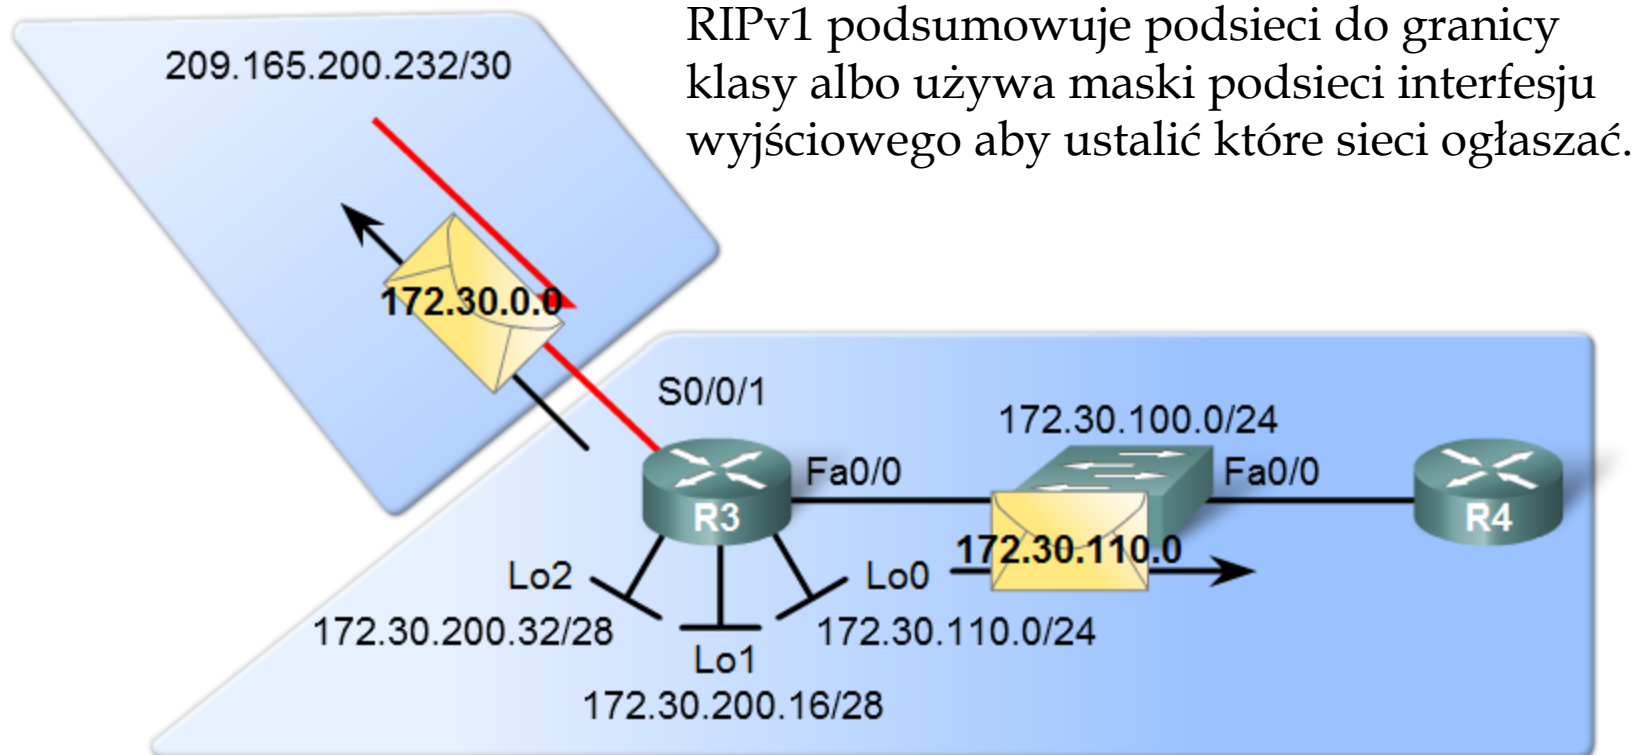 RIPv1 podsumowuje podsieci do granicy
klasy albo używa maski podsieci interfesju
wyjściowego aby ustalić które sieci ogłaszać.
209.165.200.232/30
172.30.0.0
S0/0/1
172.30.100.0/24
Fa0/0
Fa0/0
R3
R4
172.30.110.0
Lo2
Lo0
172.30.200.32/28
172.30.110.0/24
Lo1
172.30.200.16/28